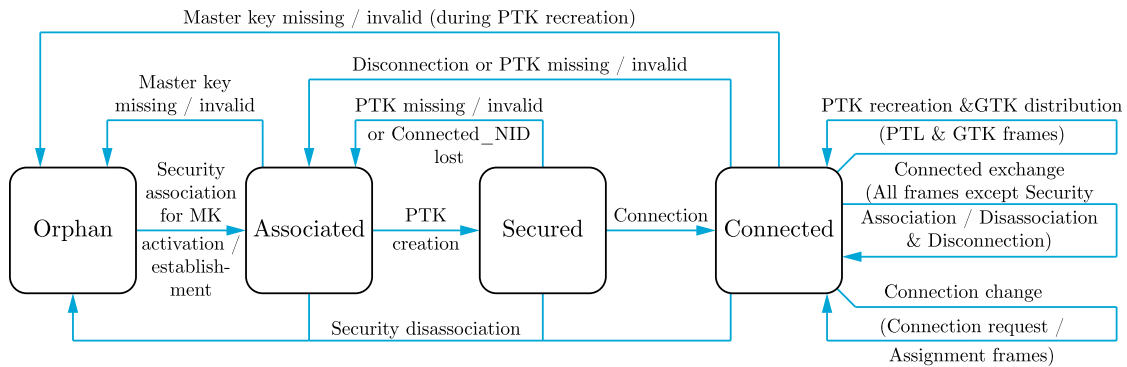 Master key missing / invalid (during PTK recreation)
Disconnection or PTK missing / invalid
Master key
missing / invalid
PTK missing / invalid
or Connected_NID
lost
PTK recreation &GTK distribution
(PTL & GTK frames)
Security
association
for MK
activation /
establish-
ment
Connected exchange
(All frames except Security
Association / Disassociation
& Disconnection)
Orphan
Associated
PTK
creation
Secured
Connection
Connected
Connection change
(Connection request /
Assignment frames)
Security disassociation